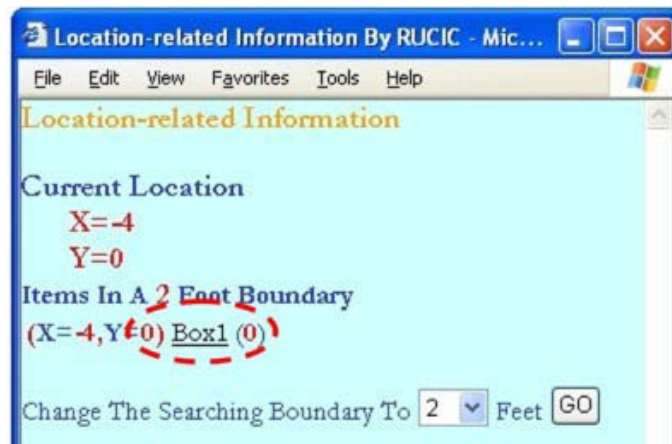 Location-related Information By RUCIC - Mic...
File Edit View Favorites Tools Help
Location-related Information
Current Location
X=-4
Y=0
Items In A 2 Foot Boundary
(X=-4,Y=0) Box1 (0)
Change The Searching Boundary To 2 Feet GO